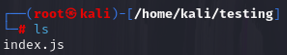 ┌──(root㉿kali)-[/home/kali/testing]
└─# ls
index.js